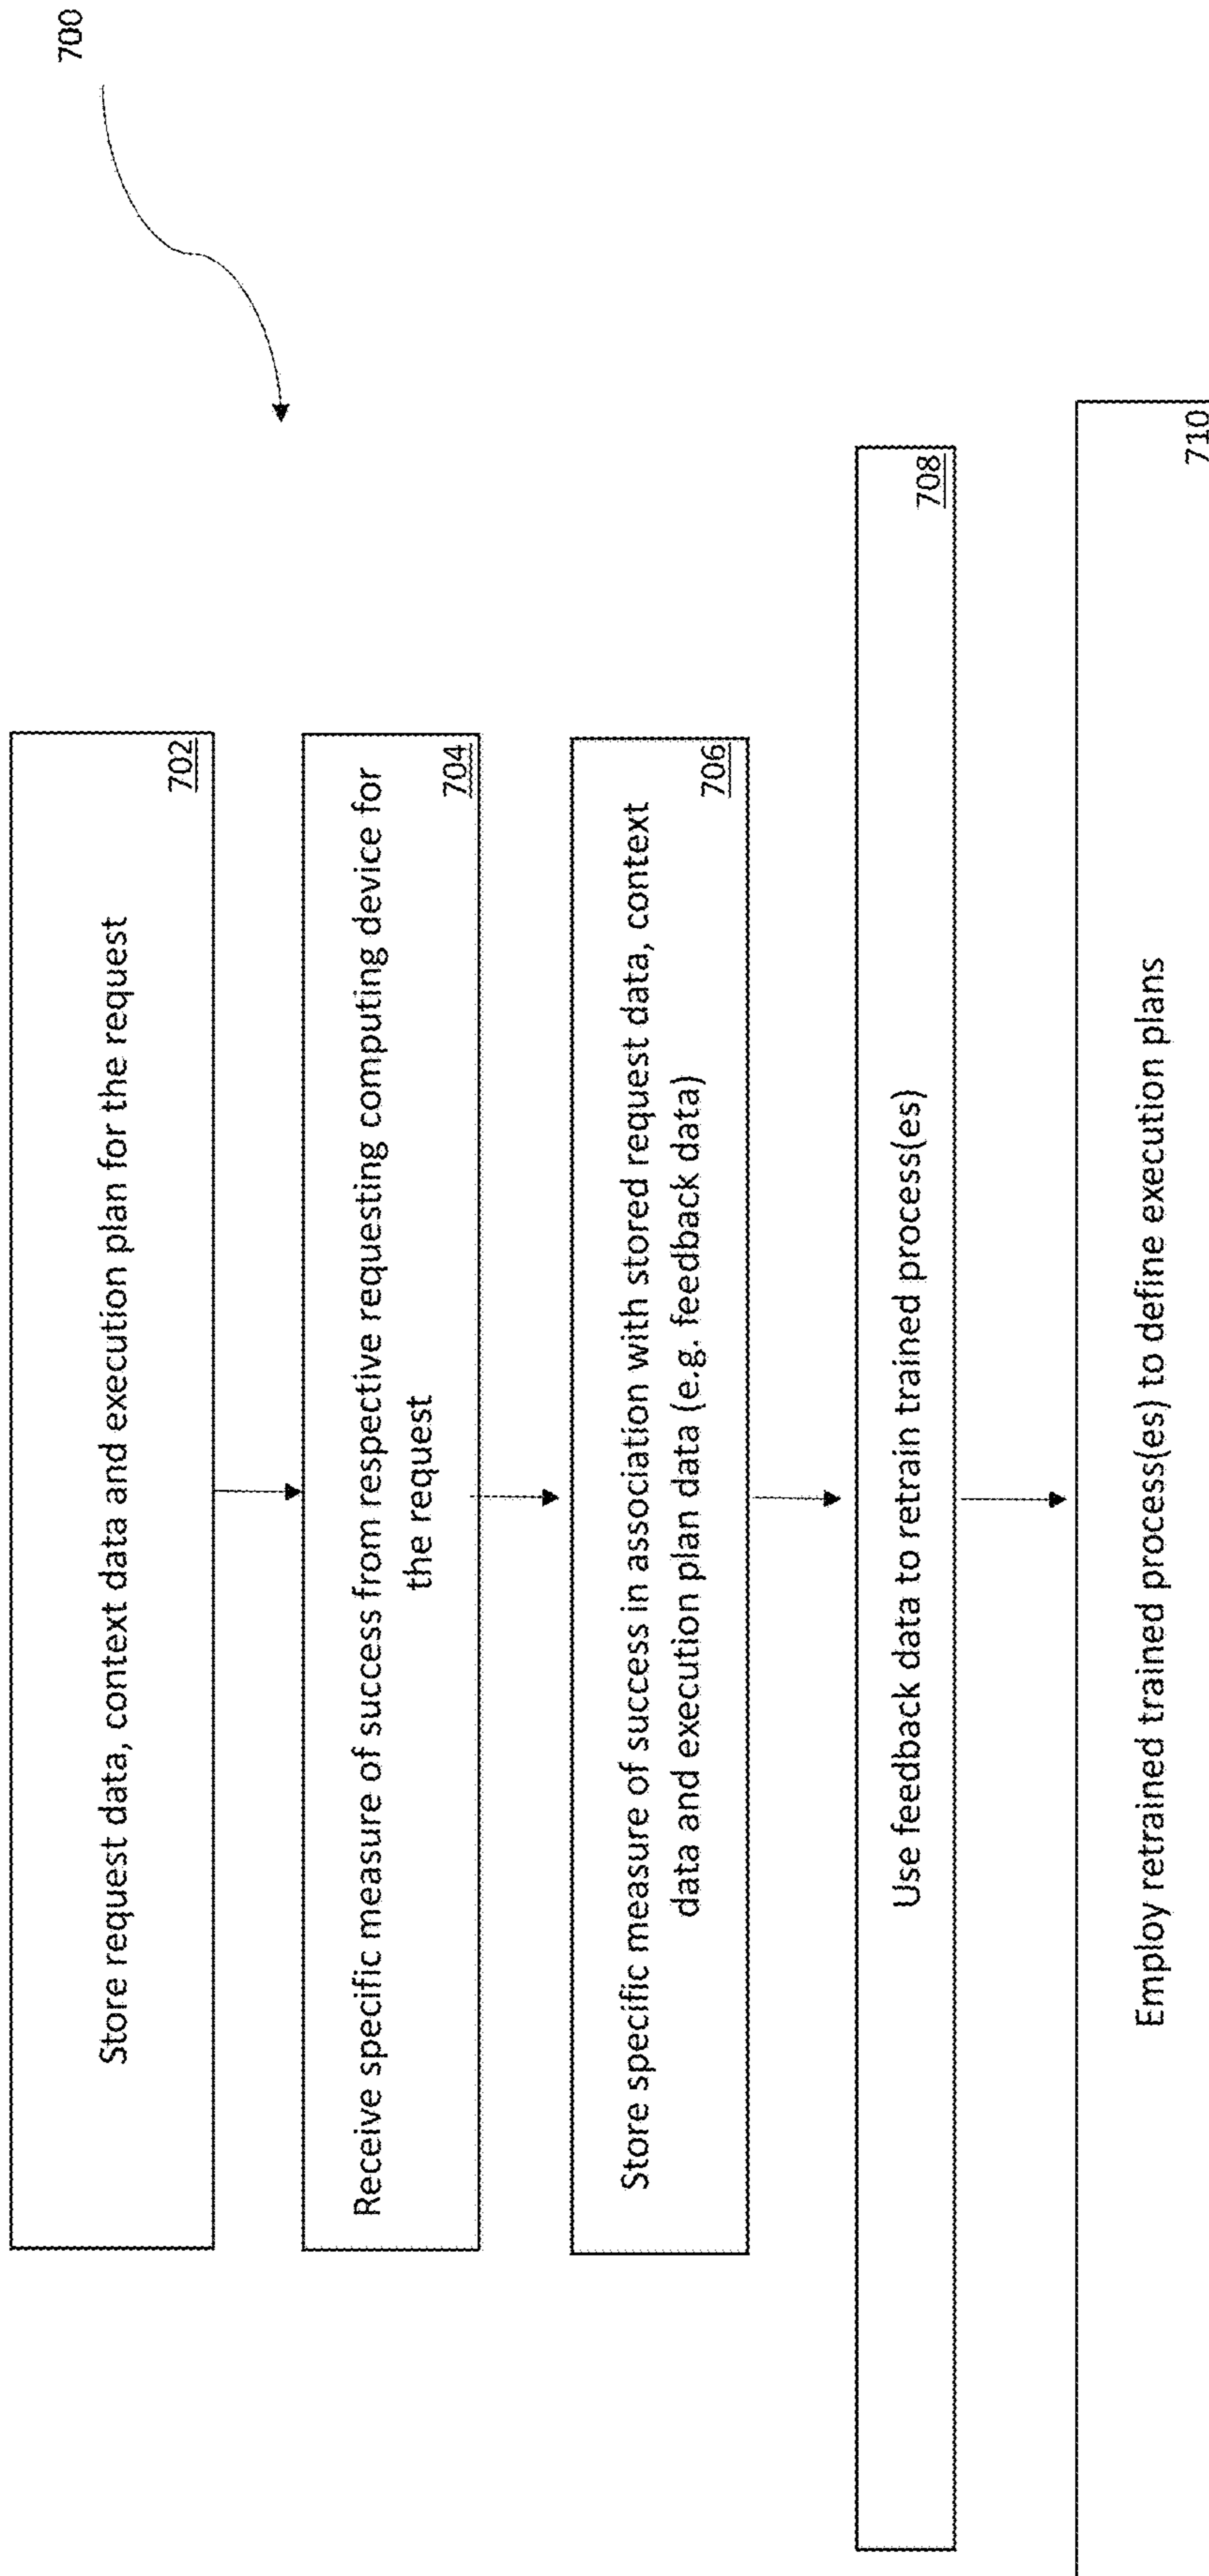 700
Store request data, context data and execution plan for the request
702
Receive specific measure of success from respective requesting computing device for
the request
704
Store specific measure of success in association with stored request data, context
data and execution plan data (e.g. feedback data)
706
Use feedback data to retrain trained process(es)
708
Employ retrained trained process(es) to define execution plans
710